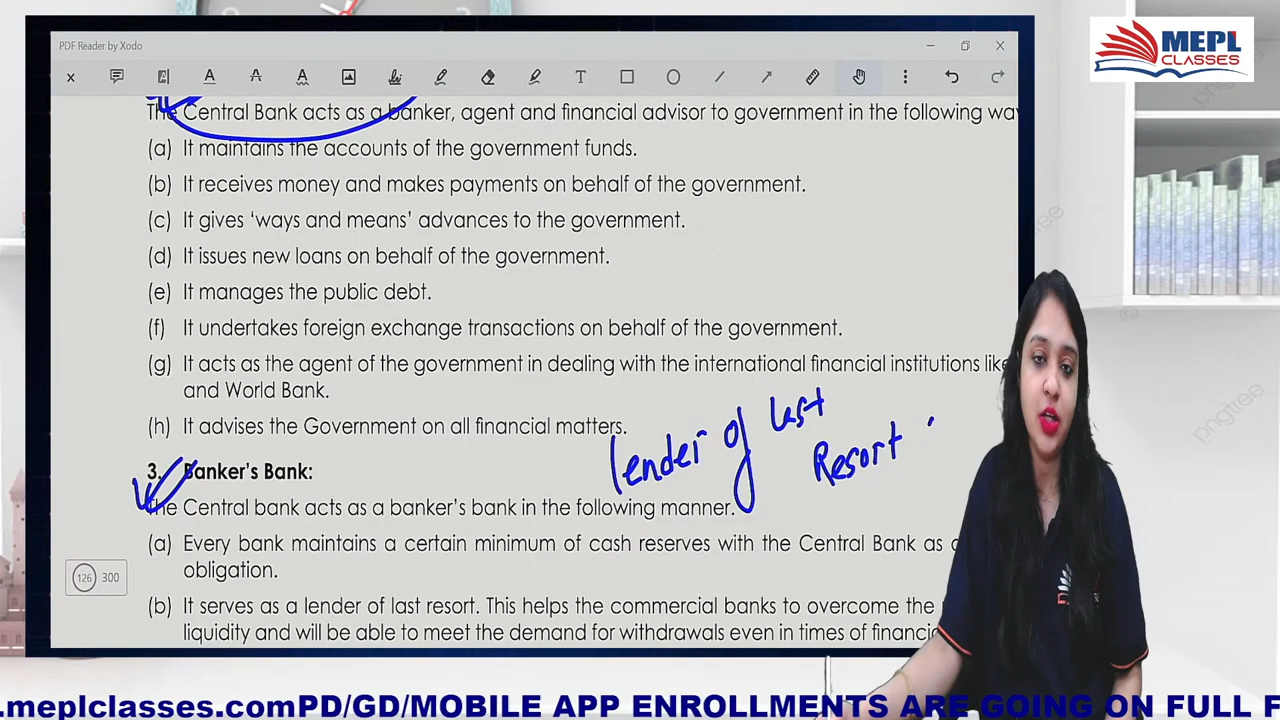 MEPL
CLASSES
PDF Reader by Xodo
The Central Bank acts as a banker, agent and financial advisor to government in the following way
(a) It maintains the accounts of the government funds.
(b) It receives money and makes payments on behalf of the government.
(c) It gives ‘ways and means’ advances to the government.
(d) It issues new loans on behalf of the government.
(e) It manages the public debt.
(f) It undertakes foreign exchange transactions on behalf of the government.
(g) It acts as the agent of the government in dealing with the international financial institutions like
and World Bank.
(h) It advises the Government on all financial matters.
lender of last
Resort
3. Banker's Bank:
The Central bank acts as a banker's bank in the following manner.
(a) Every bank maintains a certain minimum of cash reserves with the Central Bank as
obligation.
126 300
(b) It serves as a lender of last resort. This helps the commercial banks to overcome the
liquidity and will be able to meet the demand for withdrawals even in times of
.meplclasses.comPD/GD/MOBILE APP ENROLLMENTS ARE GOING ON FULL F
pngtree
pngtree